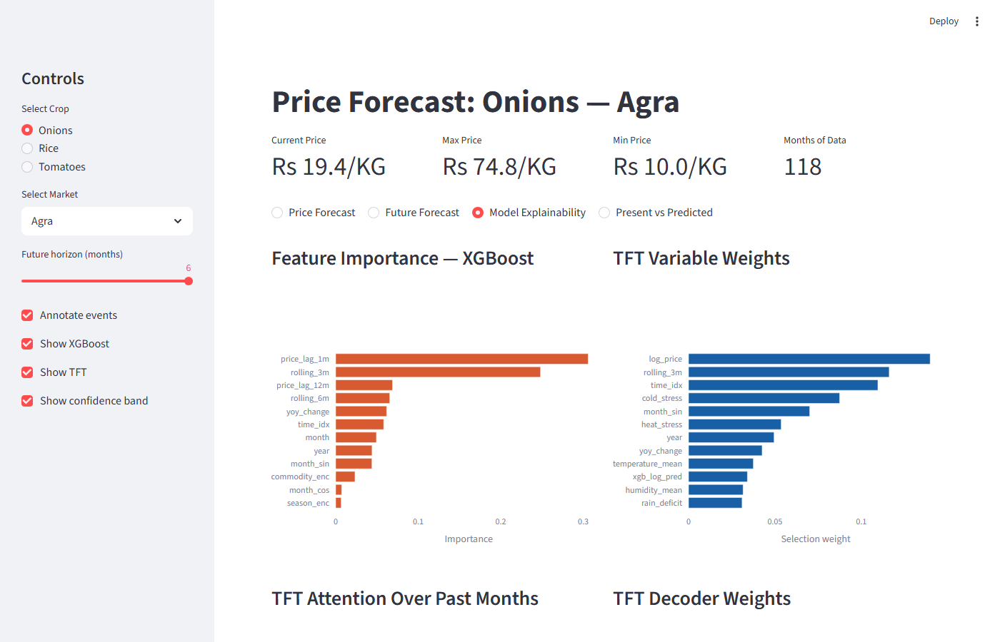 Deploy
Controls
Select Crop
Onions
Rice
Tomatoes
Select Market
Agra
Future horizon (months)
6
Annotate events
Show XGBoost
Show TFT
Show confidence band
Price Forecast: Onions — Agra
Current Price
Rs 19.4/KG
Max Price
Rs 74.8/KG
Min Price
Rs 10.0/KG
Months of Data
118
Price Forecast
Future Forecast
Model Explainability
Present vs Predicted
Feature Importance — XGBoost
price_lag_1m
rolling_3m
price_lag_12m
rolling_6m
yoy_change
time_idx
month
year
month_sin
commodity_enc
month_cos
season_enc
0 0.1 0.2 0.3
Importance
TFT Variable Weights
log_price
rolling_3m
time_idx
cold_stress
month_sin
heat_stress
year
yoy_change
temperature_mean
xgb_log_pred
humidity_mean
rain_deficit
0 0.05 0.1
Selection weight
TFT Attention Over Past Months
TFT Decoder Weights